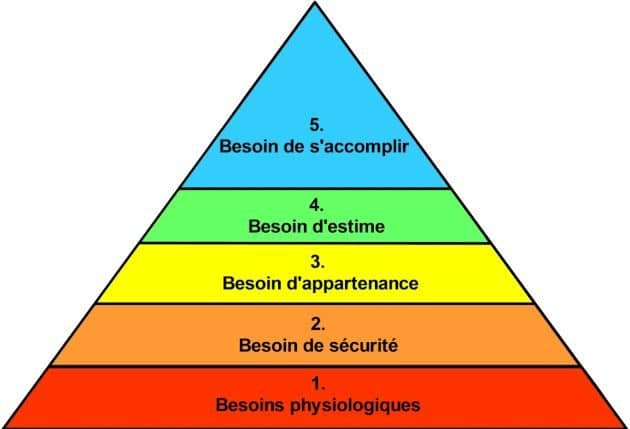 5.
Besoin de s'accomplir
4.
Besoin d'estime
3.
Besoin d'appartenance
2.
Besoin de sécurité
1.
Besoins physiologiques